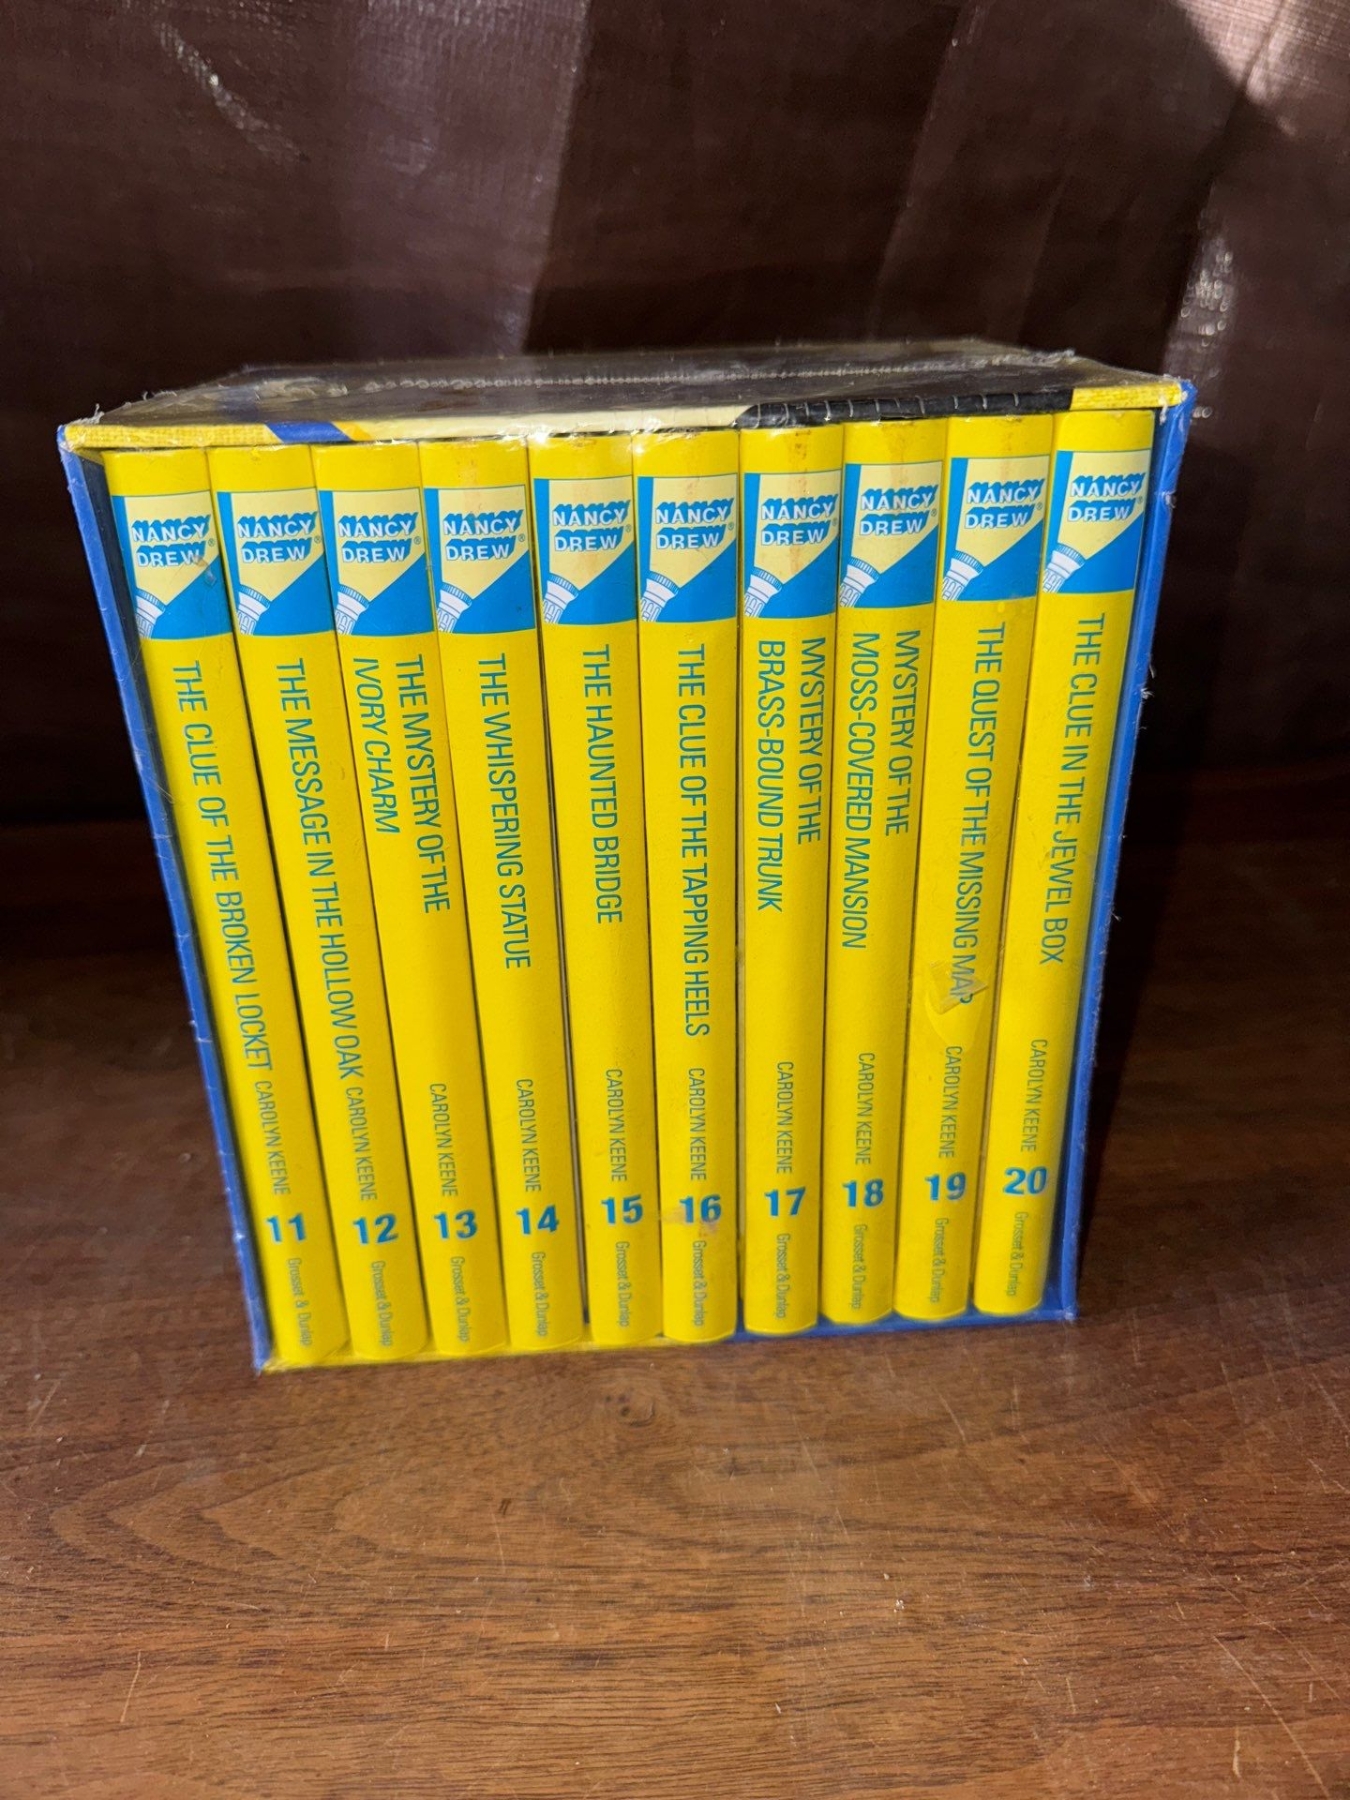 NANCY
DREW®
THE CLUE OF THE BROKEN LOCKET
CAROLYN KEENE
11
Grosset & Dunlap
NANCY
DREW®
THE MESSAGE IN THE HOLLOW OAK
CAROLYN KEENE
12
Grosset & Dunlap
NANCY
DREW®
THE MYSTERY OF THE
IVORY CHARM
CAROLYN KEENE
13
Grosset & Dunlap
NANCY
DREW®
THE WHISPERING STATUE
CAROLYN KEENE
14
Grosset & Dunlap
NANCY
DREW®
THE HAUNTED BRIDGE
CAROLYN KEENE
15
Grosset & Dunlap
NANCY
DREW®
THE CLUE OF THE TAPPING HEELS
CAROLYN KEENE
16
Grosset & Dunlap
NANCY
DREW®
MYSTERY OF THE
BRASS-BOUND TRUNK
CAROLYN KEENE
17
Grosset & Dunlap
NANCY
DREW®
MYSTERY OF THE
MOSS-COVERED MANSION
CAROLYN KEENE
18
Grosset & Dunlap
NANCY
DREW®
THE QUEST OF THE MISSING MAP
CAROLYN KEENE
19
Grosset & Dunlap
NANCY
DREW®
THE CLUE IN THE JEWEL BOX
CAROLYN KEENE
20
Grosset & Dunlap